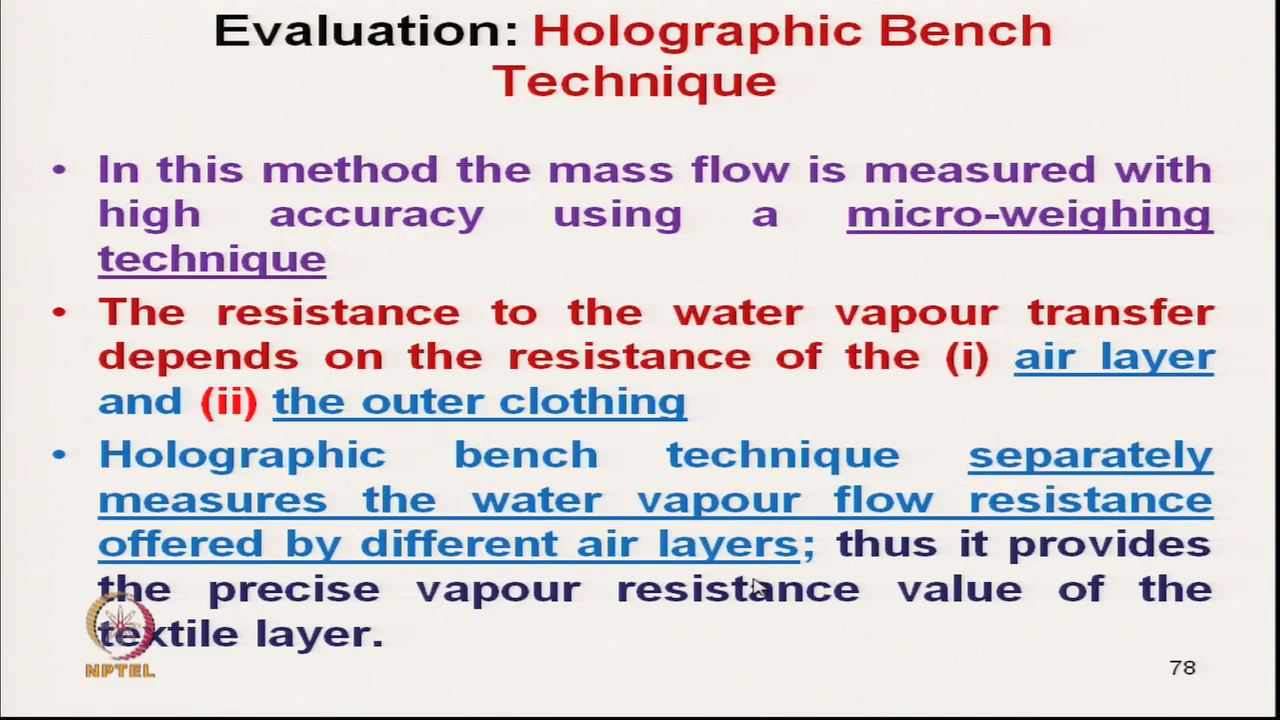 Evaluation: Holographic Bench
Technique
• In this method the mass flow is measured with
high accuracy using a micro-weighing
technique
• The resistance to the water vapour transfer
depends on the resistance of the (i) air layer
and (ii) the outer clothing
• Holographic bench technique separately
measures the water vapour flow resistance
offered by different air layers; thus it provides
the precise vapour resistance value of the
textile layer.
NPTEL
78